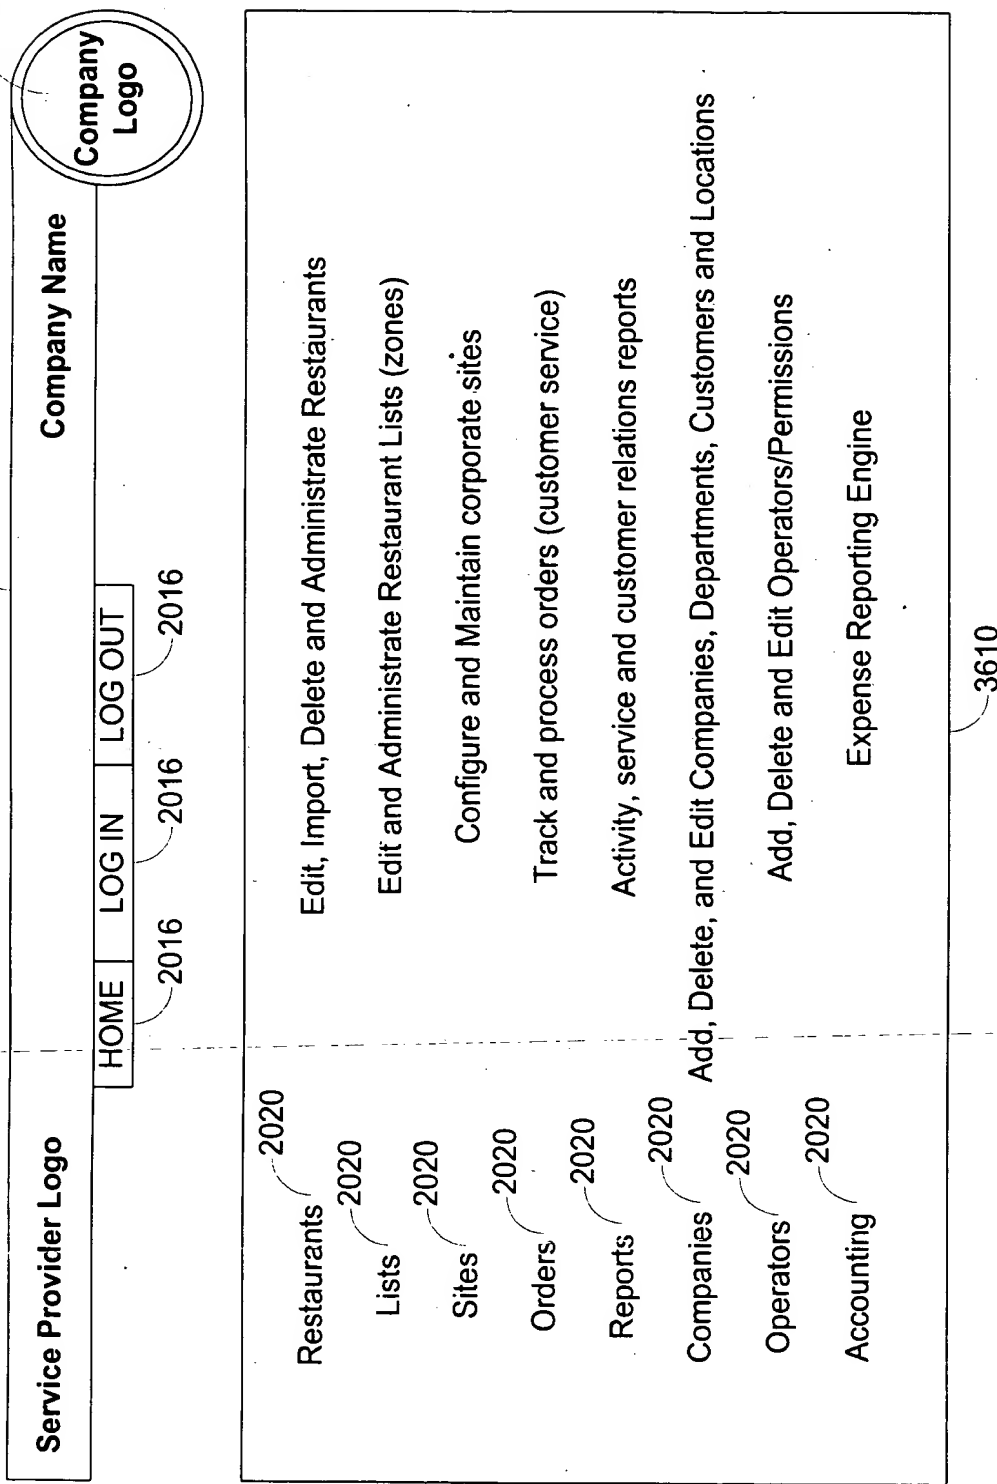 Service Provider Logo
Company Name
Company
Logo
HOME LOG IN LOG OUT
2016 2016 2016
Restaurants 2020 Edit, Import, Delete and Administrate Restaurants
Lists 2020 Edit and Administrate Restaurant Lists (zones)
Sites 2020 Configure and Maintain corporate sites
Orders 2020 Track and process orders (customer service)
Reports 2020 Activity, service and customer relations reports
Companies 2020 Add, Delete, and Edit Companies, Departments, Customers and Locations
Operators 2020 Add, Delete and Edit Operators/Permissions
Accounting 2020 Expense Reporting Engine
3610